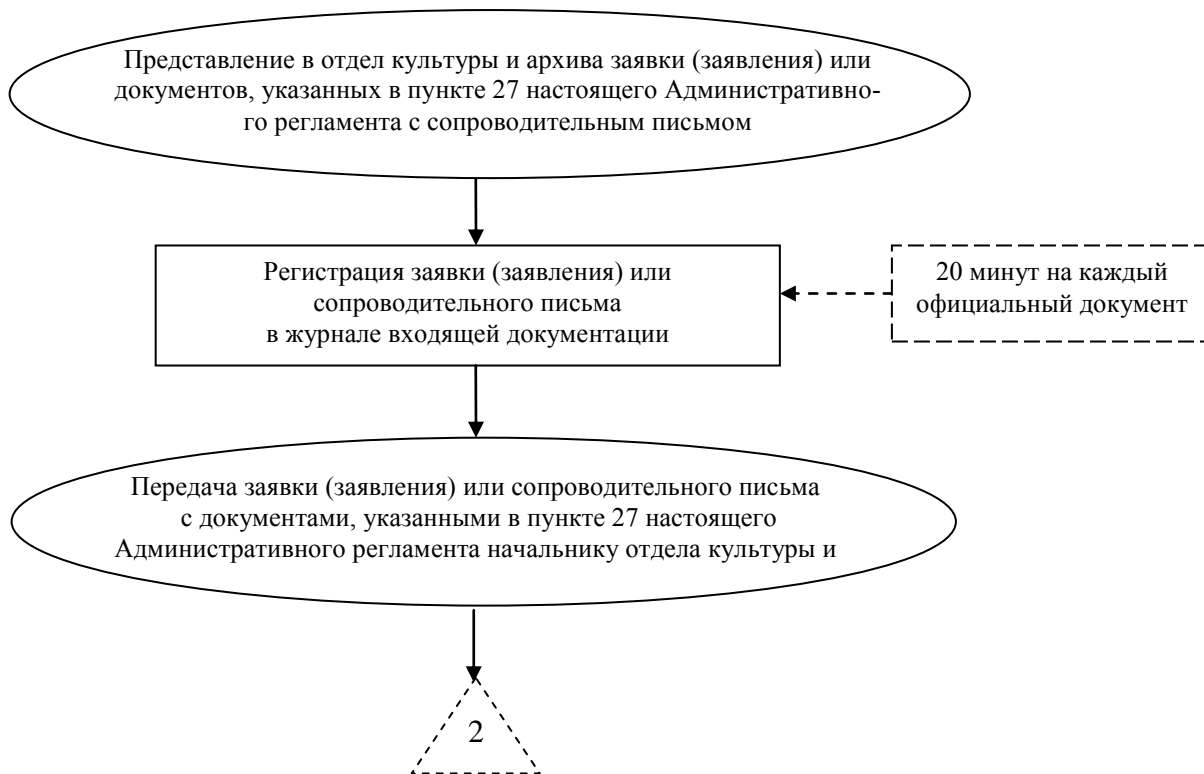 Представление в отдел культуры и архива заявки (заявления) или
документов, указанных в пункте 27 настоящего Административно-
го регламента с сопроводительным письмом
Регистрация заявки (заявления) или
сопроводительного письма
в журнале входящей документации
20 минут на каждый
официальный документ
Передача заявки (заявления) или сопроводительного письма
с документами, указанными в пункте 27 настоящего
Административного регламента начальнику отдела культуры и
2